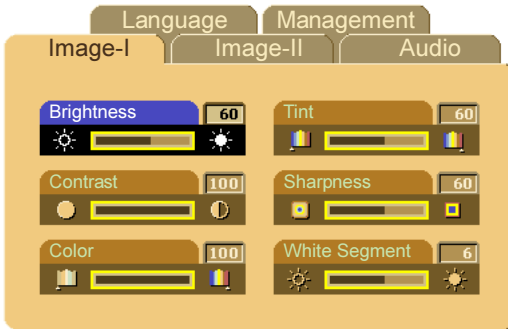 Language Management
Image-I Image-II Audio
Brightness 60
Tint 60
Contrast 100
Sharpness 60
Color 100
White Segment 6